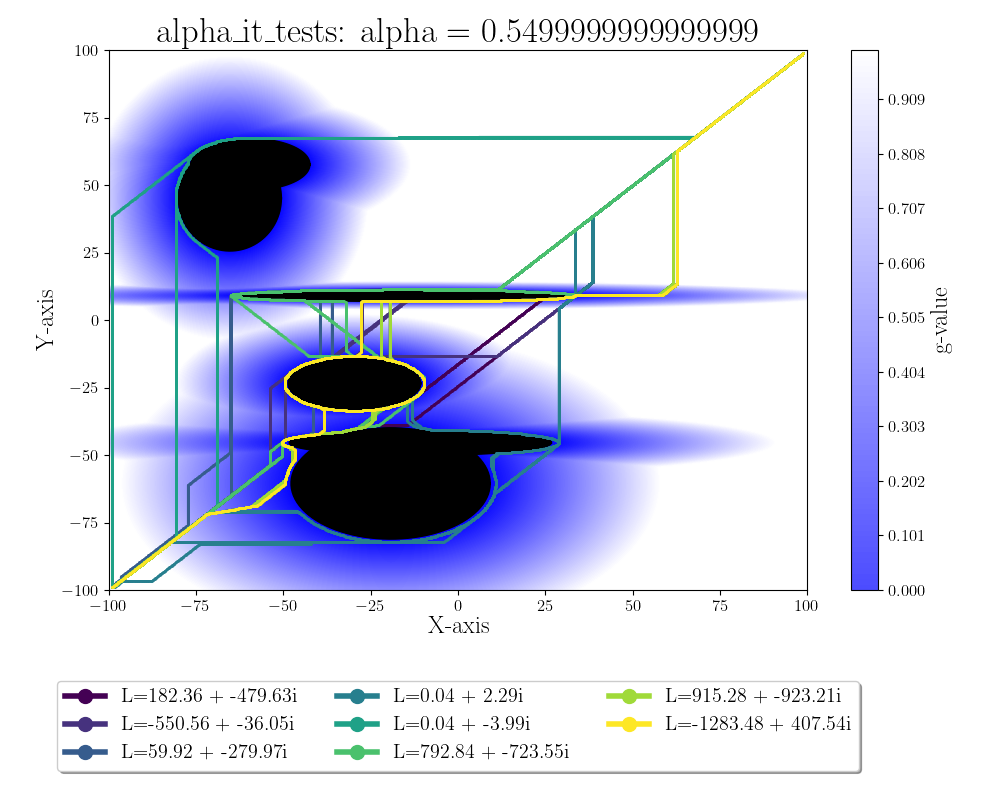 alpha_it_tests: alpha = 0.5499999999999999
100
75
50
25
0
−25
−50
−75
−100
Y-axis
−100 −75 −50 −25 0 25 50 75 100
X-axis
0.909
0.808
0.707
0.606
0.505
0.404
0.303
0.202
0.101
0.000
g-value
L=182.36 + -479.63i
L=-550.56 + -36.05i
L=59.92 + -279.97i
L=0.04 + 2.29i
L=0.04 + -3.99i
L=792.84 + -723.55i
L=915.28 + -923.21i
L=-1283.48 + 407.54i